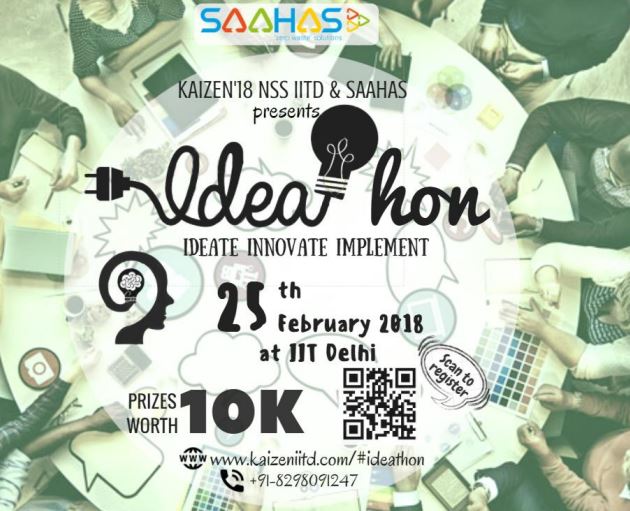 SAAHAS
zero waste solutions
KAIZEN'18 NSS IITD & SAAHAS
presents
Ideathon
IDEATE INNOVATE IMPLEMENT
25th
February 2018
at IIT Delhi
Scan to
register
PRIZES
WORTH 10K
www.kaizeniitd.com/#ideathon
+91-8298091247